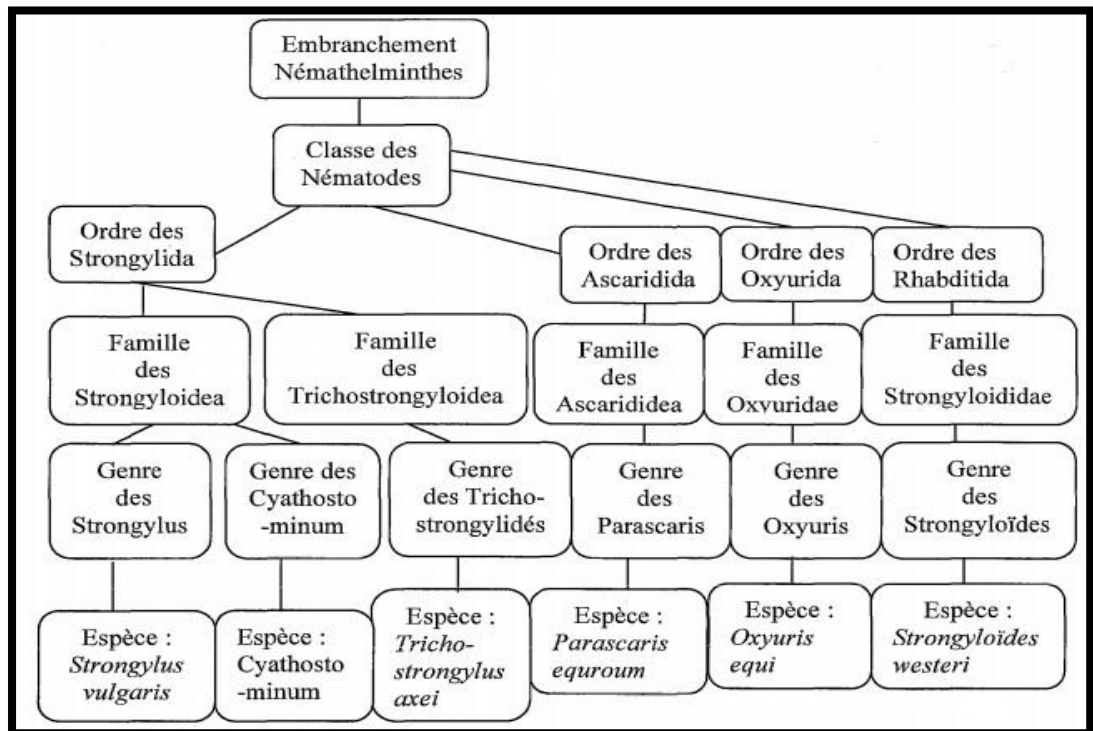 Embranchement
Némathelminthes
Classe des
Nématodes
Ordre des
Strongylida
Ordre des
Ascaridida
Ordre des
Oxyurida
Ordre des
Rhabditida
Famille
des
Strongyloidea
Famille
des
Trichostrongyloidea
Famille
des
Ascarididea
Famille
des
Oxyuridae
Famille
des
Strongyloididae
Genre
des
Strongylus
Genre des
Cyathosto
-minum
Genre
des Tricho-
strongylidés
Genre
des
Parascaris
Genre
des
Oxyuris
Genre
des
Strongyloïdes
Espèce :
Strongylus
vulgaris
Espèce :
Cyathosto
-minum
Espèce :
Tricho-
strongylus
axei
Espèce :
Parascaris
equroum
Espèce :
Oxyuris
equi
Espèce :
Strongyloïdes
westeri